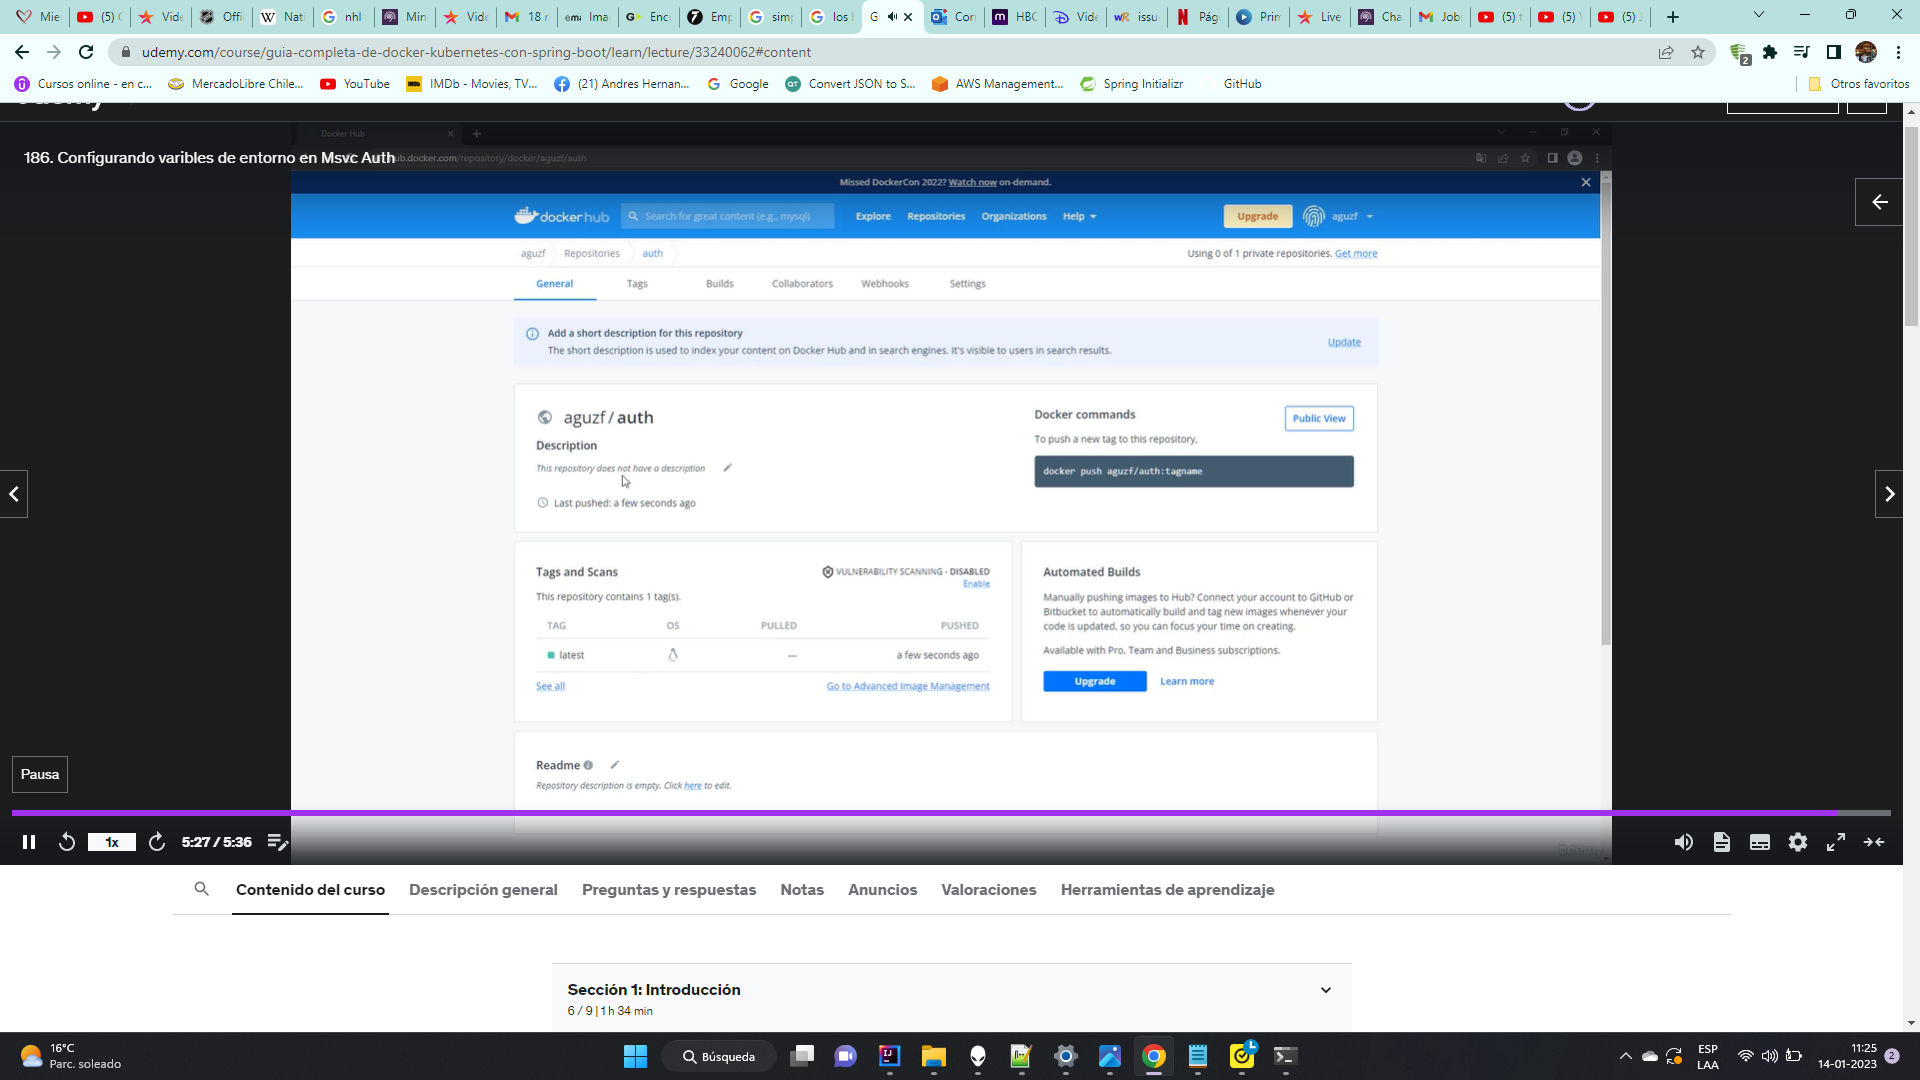 Mie
(5) (
Vide
Offi
Nati
nhl
Min
Vide
18 r
emi
Ima
Enc
Emp
simp
los
G
Cor
HBC
Vide
wR
issu
Pág
Prin
Live
Cha
Job
(5)
(5)
(5)
udemy.com/course/guia-completa-de-docker-kubernetes-con-spring-boot/learn/lecture/33240062#content
2
Cursos online - en c...
MercadoLibre Chile...
YouTube
IMDb - Movies, TV...
(21) Andres Hernan...
Google
Convert JSON to S...
AWS Management...
Spring Initializr
GitHub
Otros favoritos
Docker Hub
186. Configurando varibles de entorno en Msvc Auth
ub.docker.com/repository/docker/aguzf/auth
Missed DockerCon 2022? Watch now on-demand.
dockerhub
Search for great content (e.g., mysql)
Explore
Repositories
Organizations
Help
Upgrade
aguzf
aguzf
Repositories
auth
Using 0 of 1 private repositories. Get more
General
Tags
Builds
Collaborators
Webhooks
Settings
Add a short description for this repository
The short description is used to index your content on Docker Hub and in search engines. It's visible to users in search results.
Update
aguzf / auth
Description
This repository does not have a description
Last pushed: a few seconds ago
Docker commands
Public View
To push a new tag to this repository,
docker push aguzf/auth:tagname
Tags and Scans
VULNERABILITY SCANNING - DISABLED
Enable
This repository contains 1 tag(s).
TAG
OS
PULLED
PUSHED
latest
---
a few seconds ago
See all
Go to Advanced Image Management
Automated Builds
Manually pushing images to Hub? Connect your account to GitHub or
Bitbucket to automatically build and tag new images whenever your
code is updated, so you can focus your time on creating.
Available with Pro, Team and Business subscriptions.
Upgrade
Learn more
Readme
Repository description is empty. Click here to edit.
Pausa
1x
5:27 / 5:36
udemy
Contenido del curso
Descripción general
Preguntas y respuestas
Notas
Anuncios
Valoraciones
Herramientas de aprendizaje
Sección 1: Introducción
6 / 9 | 1 h 34 min
16°C
Parc. soleado
Búsqueda
ESP
LAA
11:25
14-01-2023
2